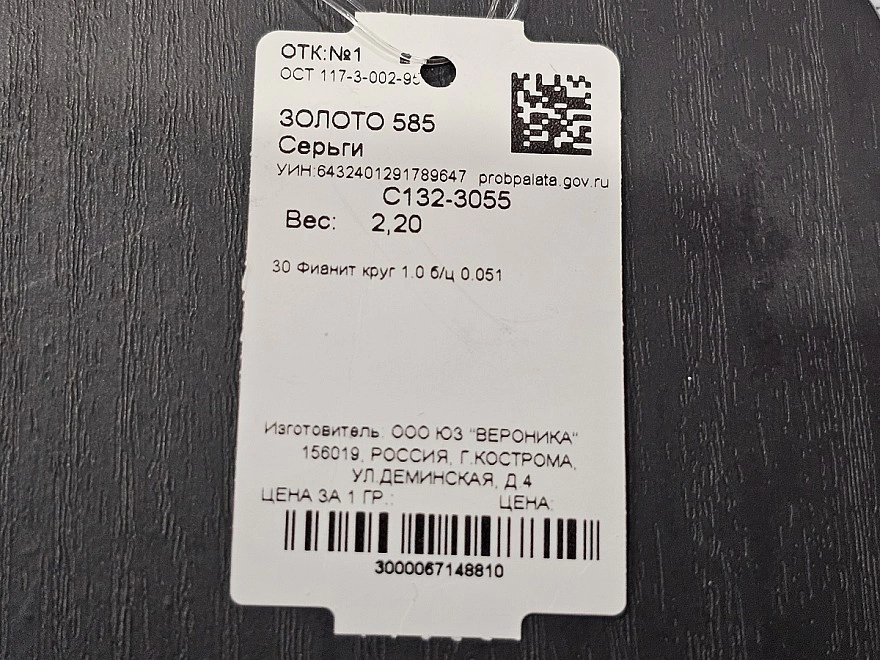 ОТК:№1
ОСТ 117-3-002-95
ЗОЛОТО 585
Серьги
УИН:6432401291789647 probpalata.gov.ru
С132-3055
Вес: 2,20
30 Фианит круг 1.0 б/ц 0.051
Изготовитель: ООО ЮЗ "ВЕРОНИКА"
156019, РОССИЯ, Г.КОСТРОМА,
УЛ.ДЕМИНСКАЯ, Д.4
ЦЕНА ЗА 1 ГР.: ЦЕНА:
3000067148810